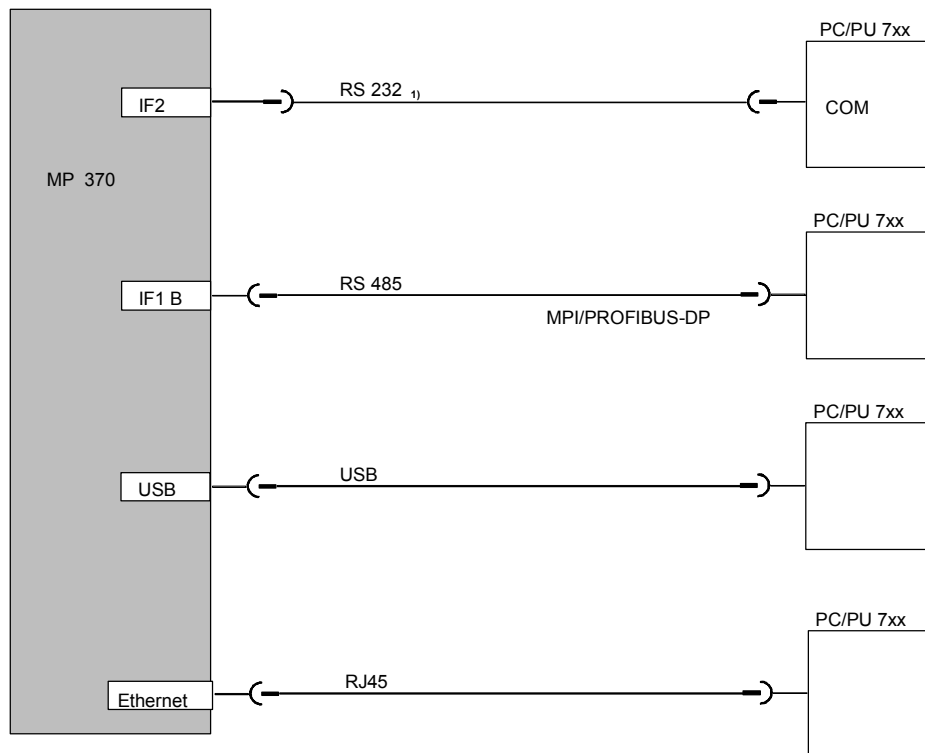 PC/PU 7xx
IF2
RS 232 1)
COM
MP 370
PC/PU 7xx
IF1 B
RS 485
MPI/PROFIBUS-DP
PC/PU 7xx
USB
USB
PC/PU 7xx
Ethernet
RJ45